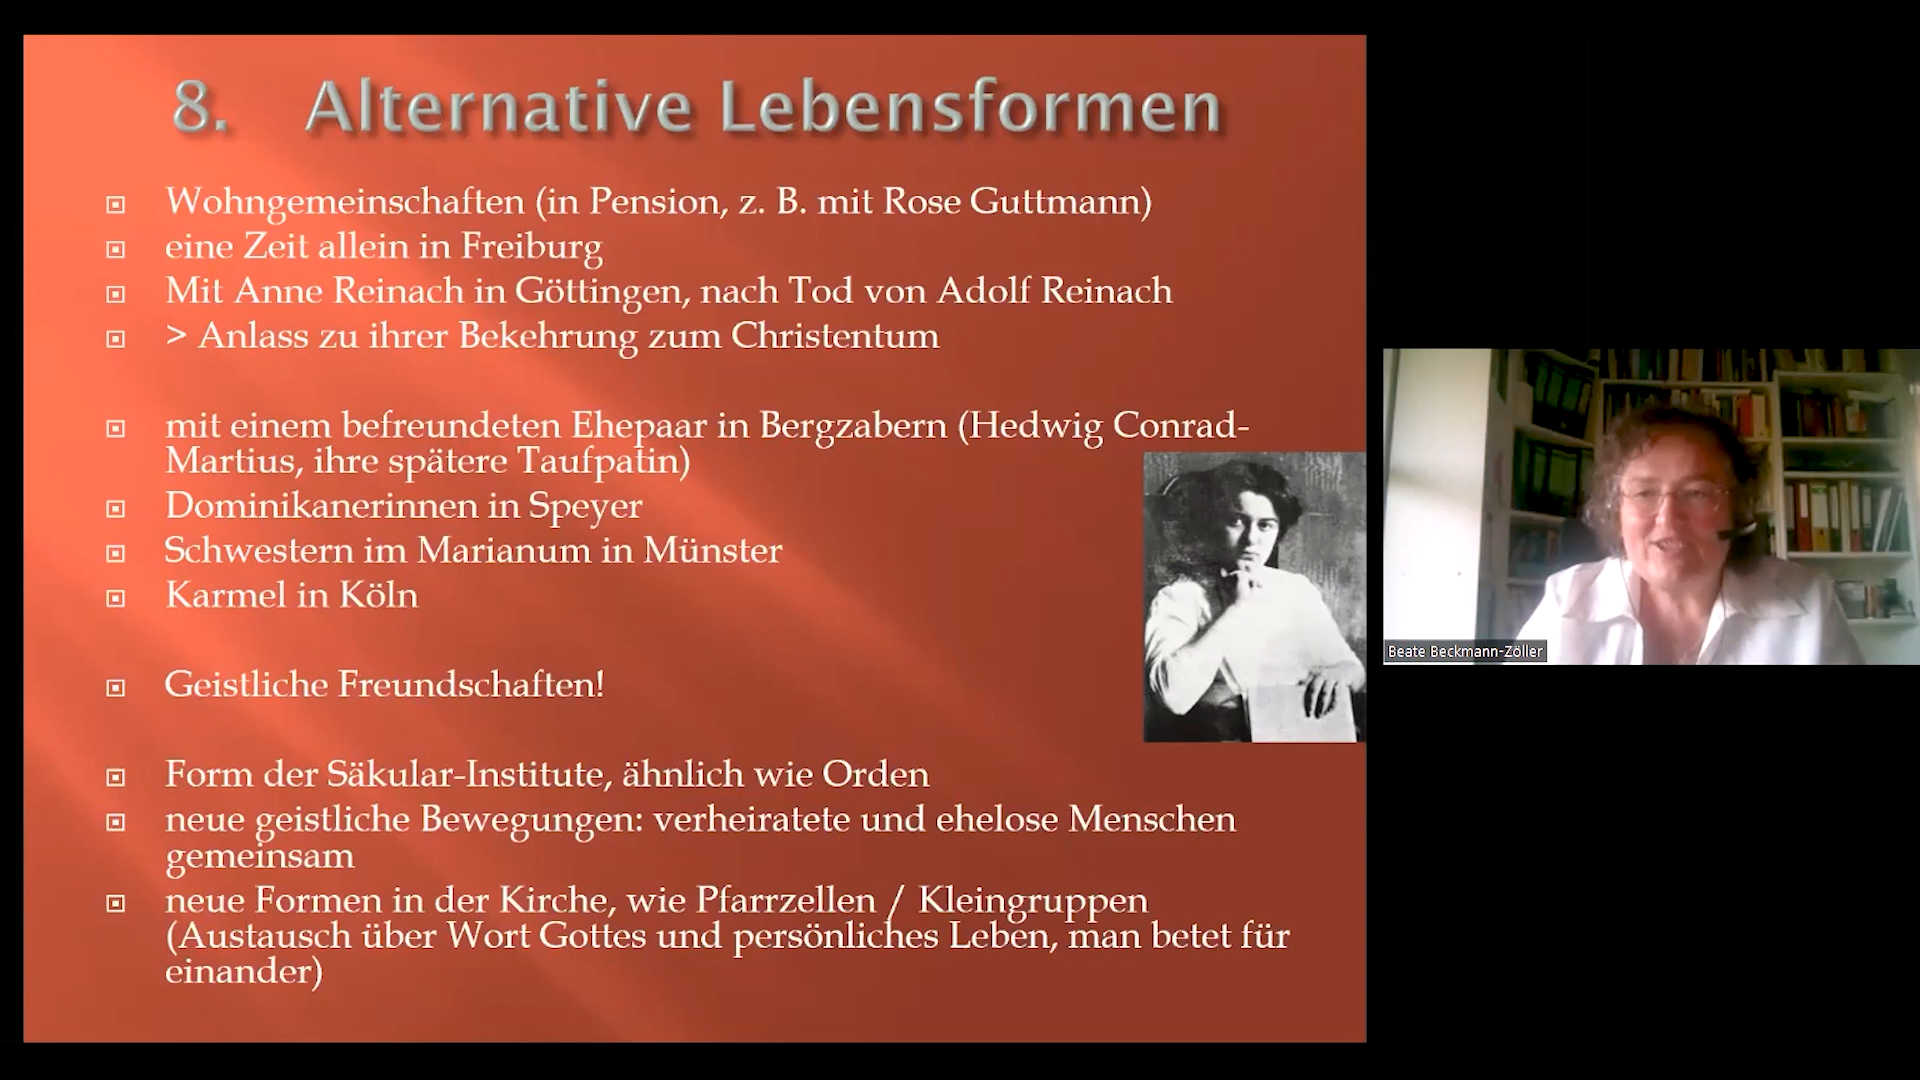 8. Alternative Lebensformen
Wohngemeinschaften (in Pension, z. B. mit Rose Guttmann)
eine Zeit allein in Freiburg
Mit Anne Reinach in Göttingen, nach Tod von Adolf Reinach
> Anlass zu ihrer Bekehrung zum Christentum
mit einem befreundeten Ehepaar in Bergzabern (Hedwig Conrad-
Martius, ihre spätere Taufpatin)
Dominikanerinnen in Speyer
Schwestern im Marianum in Münster
Karmel in Köln
Geistliche Freundschaften!
Form der Säkular-Institute, ähnlich wie Orden
neue geistliche Bewegungen: verheiratete und ehelose Menschen
gemeinsam
neue Formen in der Kirche, wie Pfarrzellen / Kleingruppen
(Austausch über Wort Gottes und persönliches Leben, man betet für
einander)
Beate Beckmann-Zöller